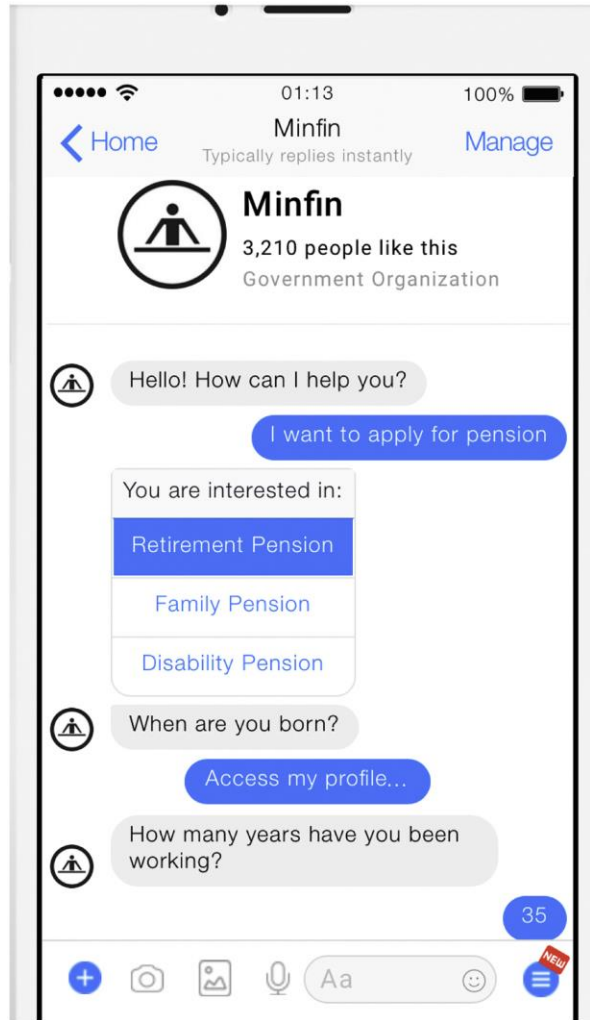 01:13
100%
Home
Minfin
Typically replies instantly
Manage
Minfin
3,210 people like this
Government Organization
Hello! How can I help you?
I want to apply for pension
You are interested in:
Retirement Pension
Family Pension
Disability Pension
When are you born?
Access my profile...
How many years have you been
working?
35
Aa
NEW